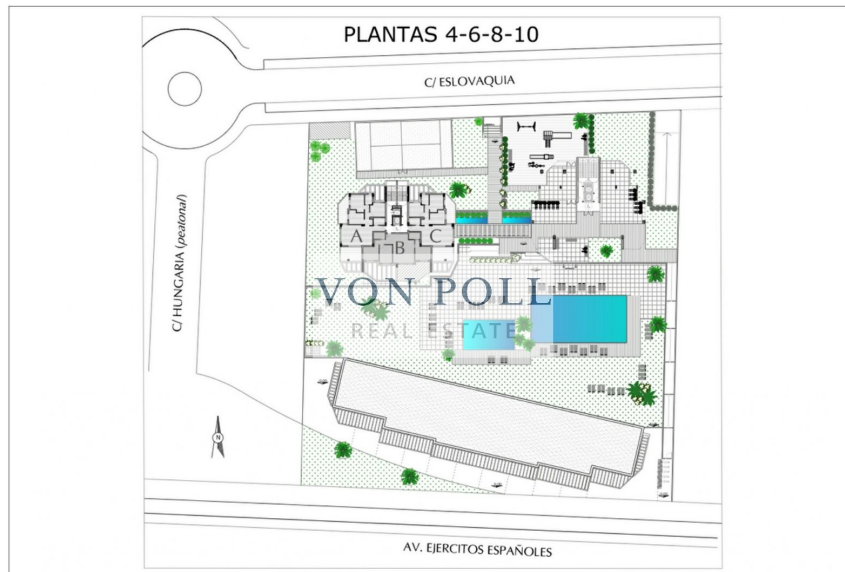 PLANTAS 4-6-8-10
C/ ESLOVAQUIA
C/ HUNGARIA (peatonal)
A
B
C
VON POLL
REAL ESTATE
N
AV. EJERCITOS ESPAÑOLES